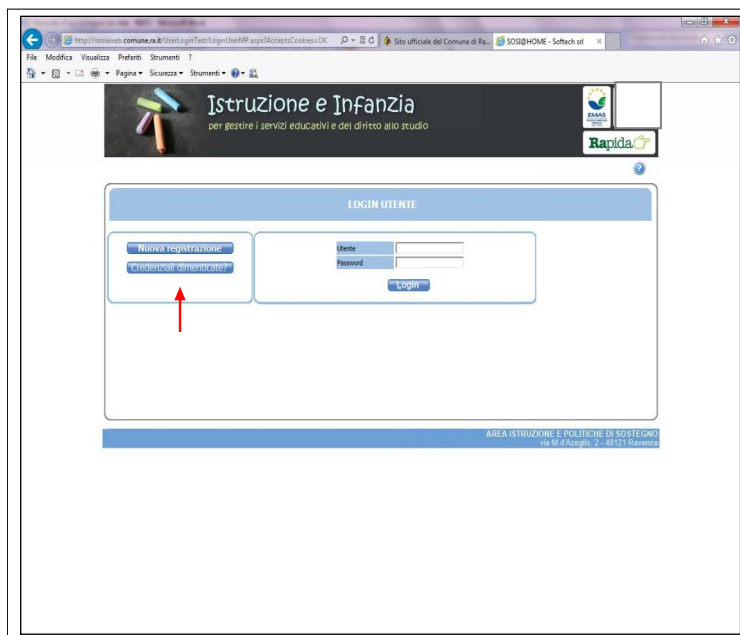 http://sosiaweb.comune.ra.it/UserLoginTest/LoginUserMP.aspx?AcceptsCookies=OK
Sito ufficiale del Comune di Ra...
SOSI@HOME - Softech srl
File Modifica Visualizza Preferiti Strumenti ?
Pagina Sicurezza Strumenti
Istruzione e Infanzia
per gestire i servizi educativi e del diritto allo studio
EMAS
Rapida
LOGIN UTENTE
Nuova registrazione
Credenziali dimenticate?
Utente
Password
Login
AREA ISTRUZIONE E POLITICHE DI SOSTEGNO
via M d'Azeglio, 2 - 48121 Ravenna